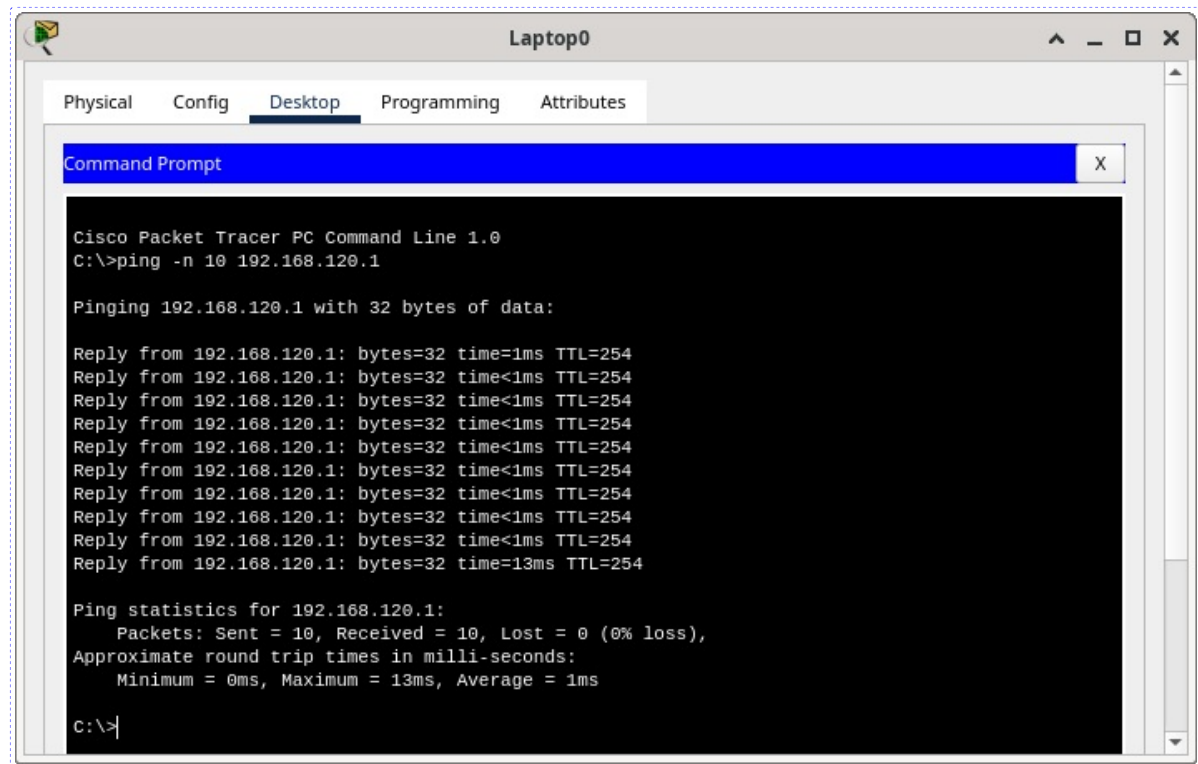 Laptop0
Physical Config Desktop Programming Attributes
Command Prompt X
Cisco Packet Tracer PC Command Line 1.0
C:\>ping -n 10 192.168.120.1
Pinging 192.168.120.1 with 32 bytes of data:
Reply from 192.168.120.1: bytes=32 time=1ms TTL=254
Reply from 192.168.120.1: bytes=32 time<1ms TTL=254
Reply from 192.168.120.1: bytes=32 time<1ms TTL=254
Reply from 192.168.120.1: bytes=32 time<1ms TTL=254
Reply from 192.168.120.1: bytes=32 time<1ms TTL=254
Reply from 192.168.120.1: bytes=32 time<1ms TTL=254
Reply from 192.168.120.1: bytes=32 time<1ms TTL=254
Reply from 192.168.120.1: bytes=32 time<1ms TTL=254
Reply from 192.168.120.1: bytes=32 time<1ms TTL=254
Reply from 192.168.120.1: bytes=32 time=13ms TTL=254
Ping statistics for 192.168.120.1:
Packets: Sent = 10, Received = 10, Lost = 0 (0% loss),
Approximate round trip times in milli-seconds:
Minimum = 0ms, Maximum = 13ms, Average = 1ms
C:\>